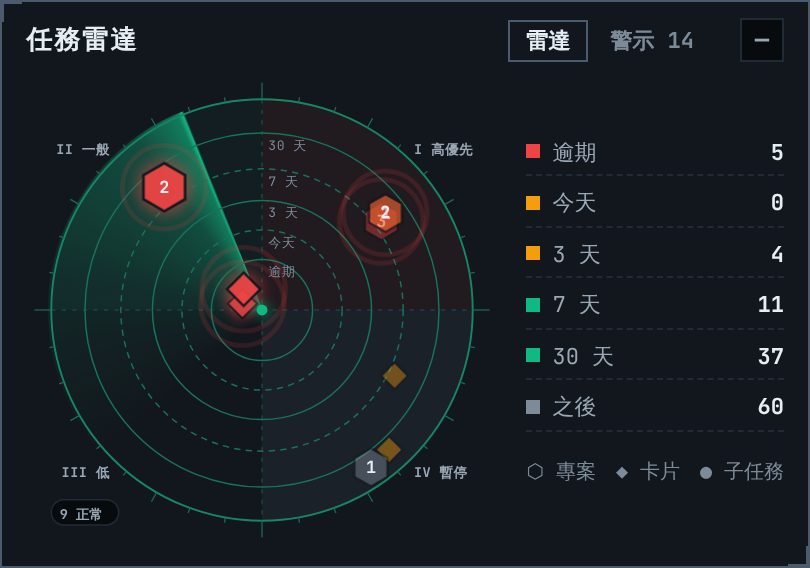 任務雷達
雷達
警示 14
II 一般
I 高優先
30 天
7 天
3 天
今天
逾期
2
2
3
1
III 低
IV 暫停
9 正常
逾期 5
今天 0
3 天 4
7 天 11
30 天 37
之後 60
專案 卡片 子任務